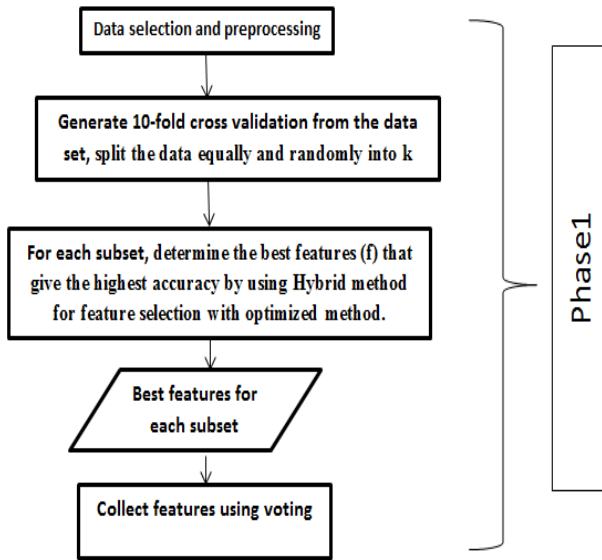 Data selection and preprocessing
Generate 10-fold cross validation from the data
set, split the data equally and randomly into k
For each subset, determine the best features (f) that
give the highest accuracy by using Hybrid method
for feature selection with optimized method.
Best features for
each subset
Collect features using voting
Phase1